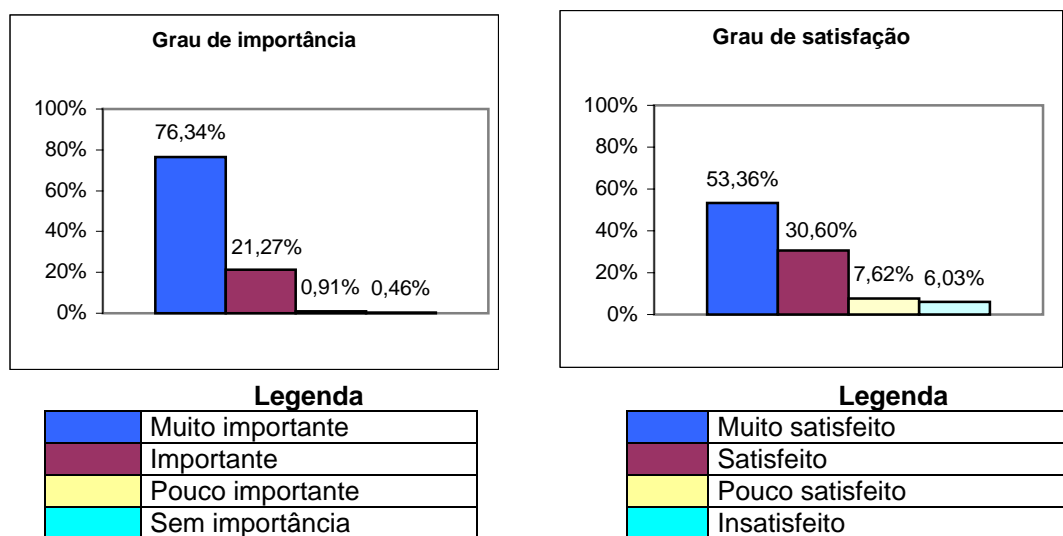 Grau de importância
100%
80%
60%
40%
20%
0%
76,34%
21,27%
0,91%
0,46%
Legenda
Muito importante
Importante
Pouco importante
Sem importância
Grau de satisfação
100%
80%
60%
40%
20%
0%
53,36%
30,60%
7,62%
6,03%
Legenda
Muito satisfeito
Satisfeito
Pouco satisfeito
Insatisfeito